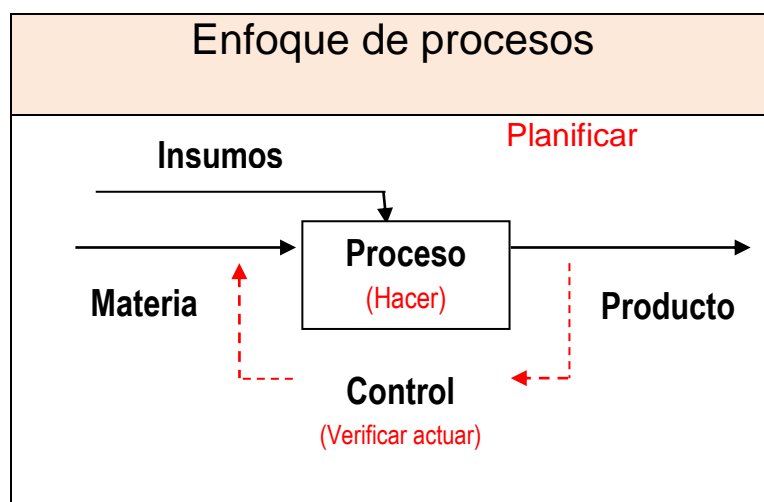 Enfoque de procesos
Planificar
Insumos
Proceso
(Hacer)
Materia
Producto
Control
(Verificar actuar)